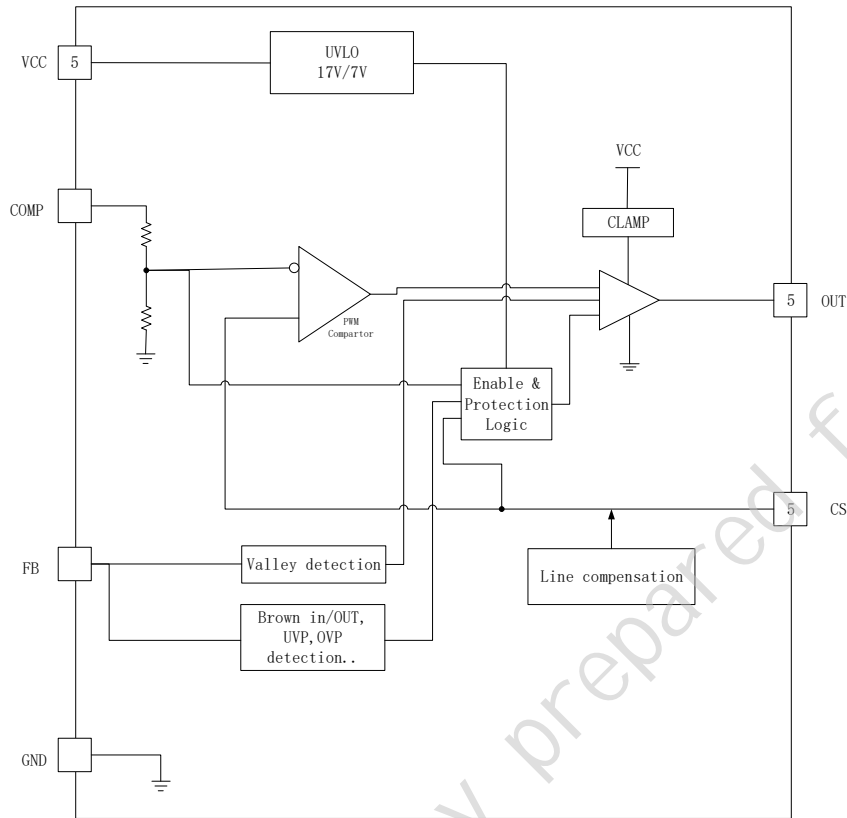 VCC
5
UVLO
17V/7V
VCC
CLAMP
COMP
PWM
Compartor
5
OUT
Enable &
Protection
Logic
5
CS
FB
Valley detection
Line compensation
Brown in/OUT,
UVP,OVP
detection..
GND
y prepared f